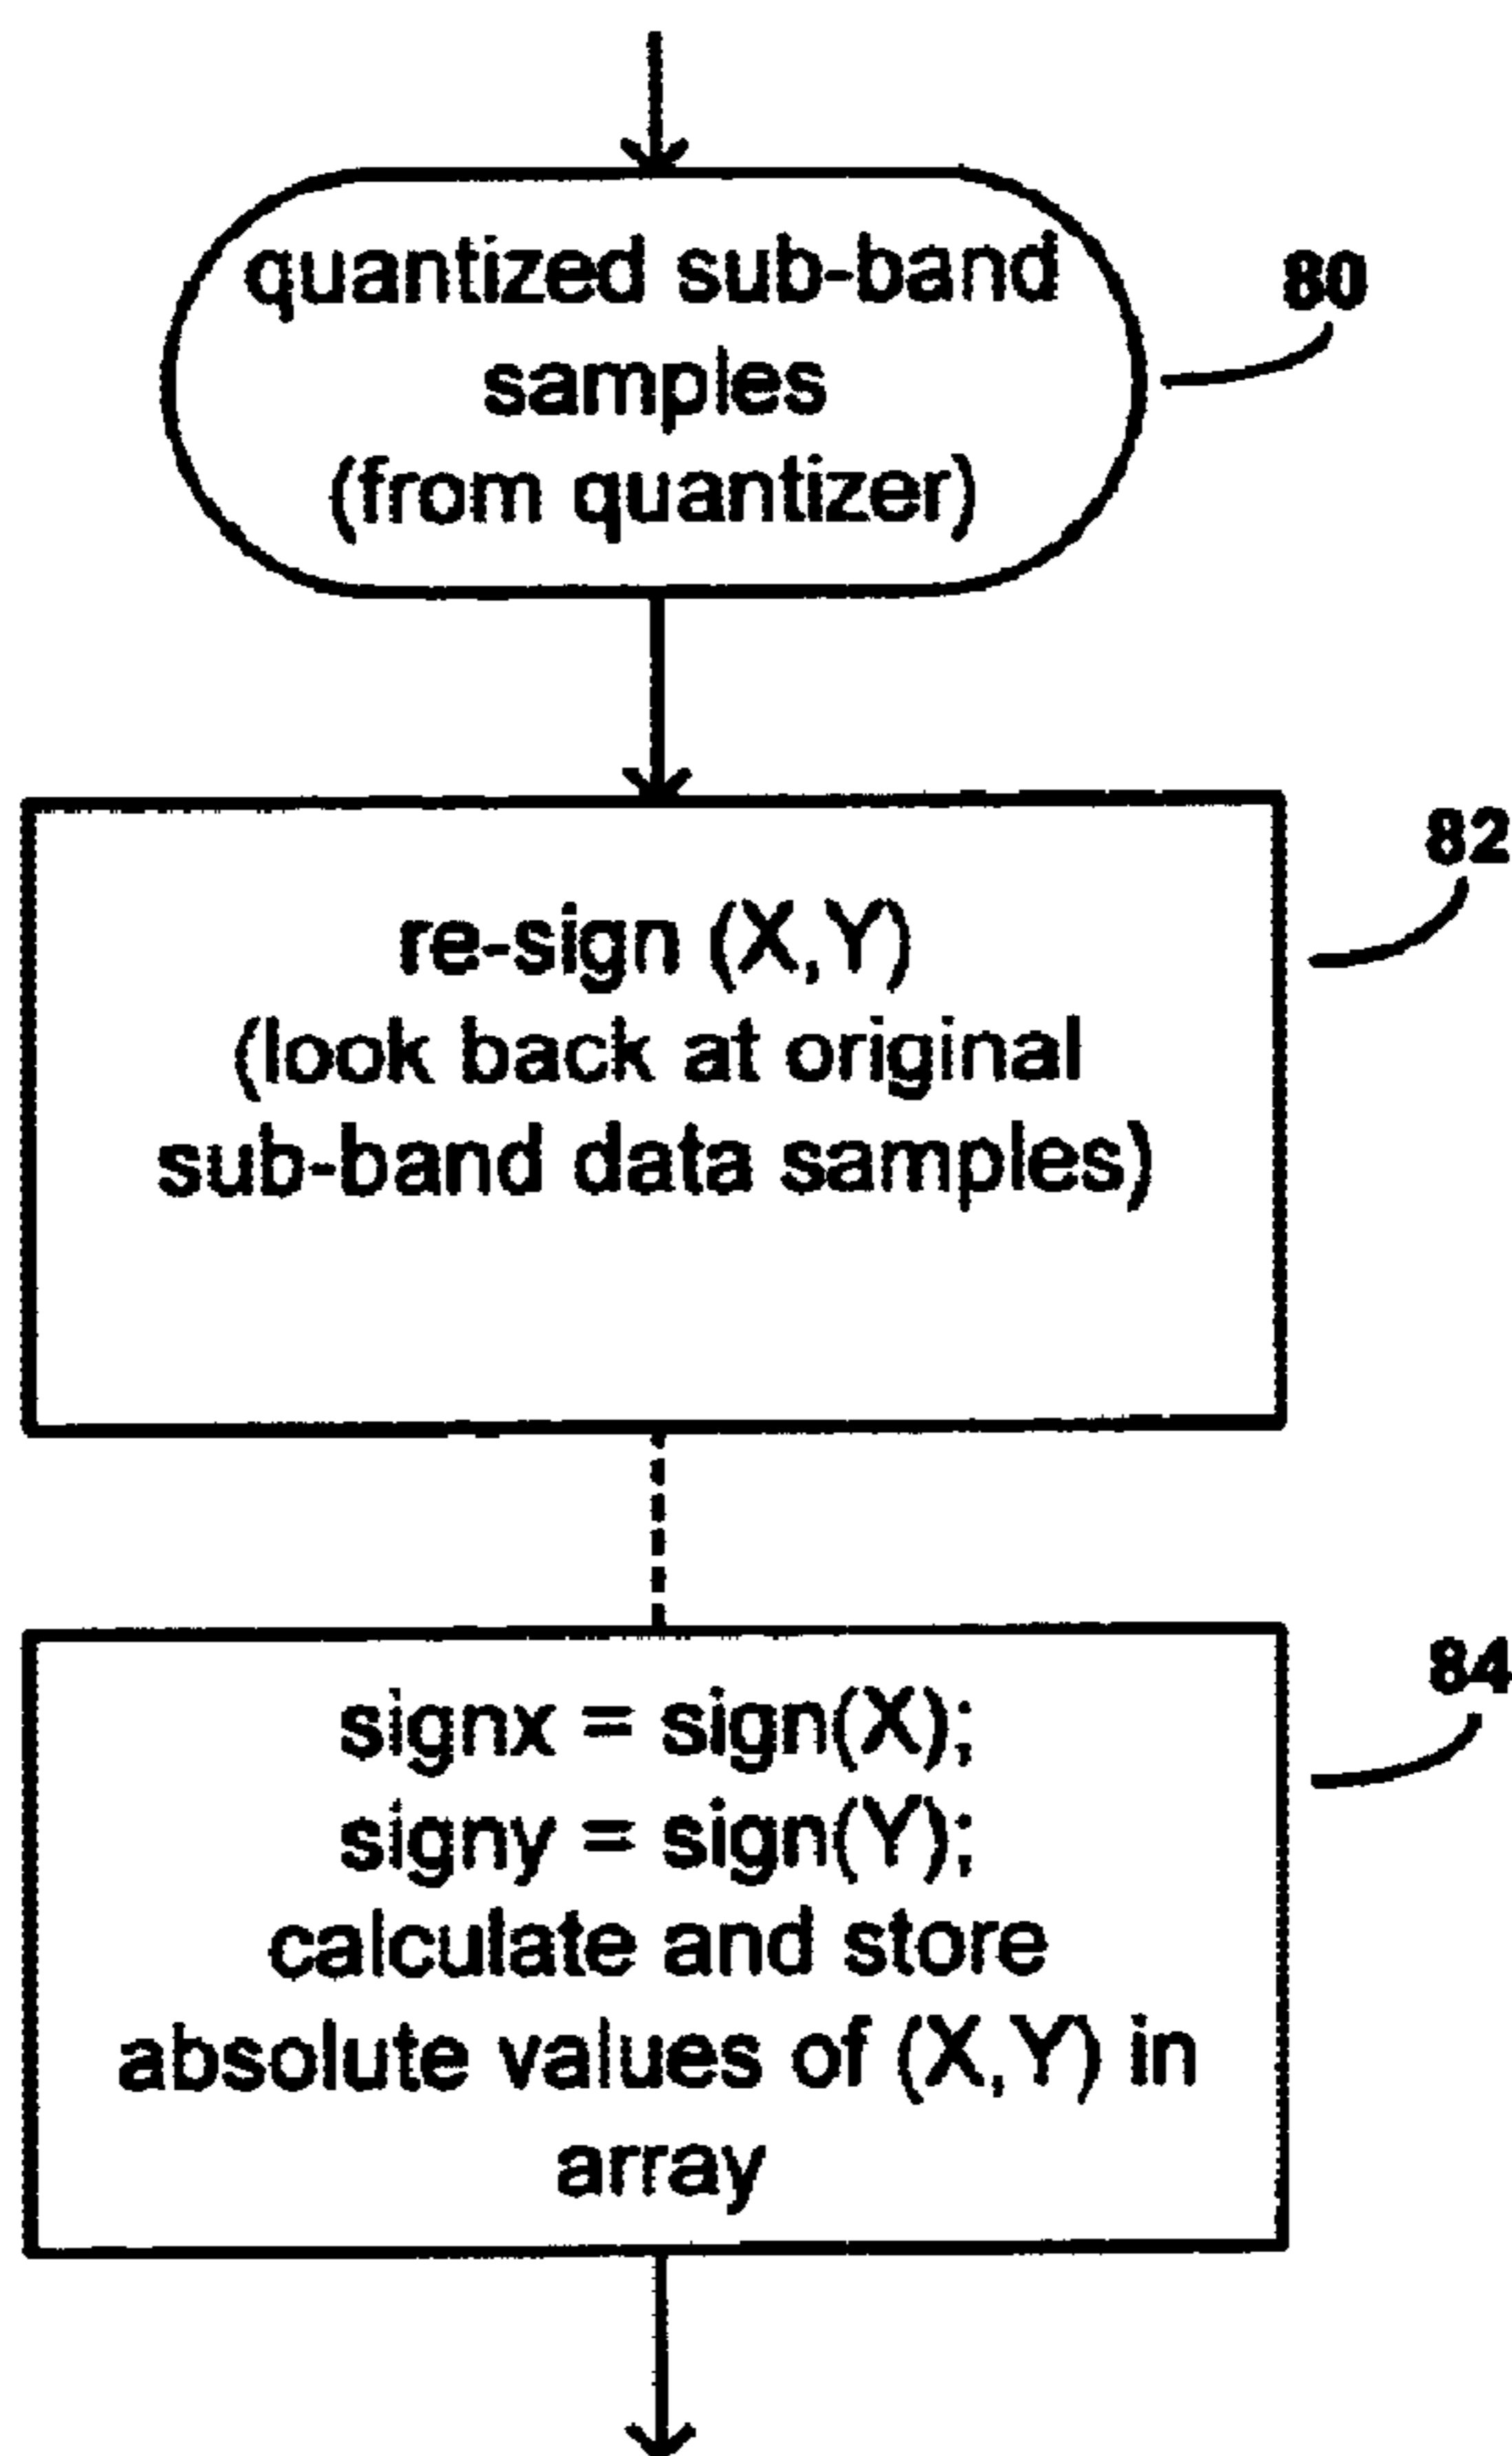 quantized sub-band
samples
(from quantizer)
80
re-sign (X,Y)
(look back at original
sub-band data samples)
82
signx = sign(X);
signy = sign(Y);
calculate and store
absolute values of (X,Y) in
array
84